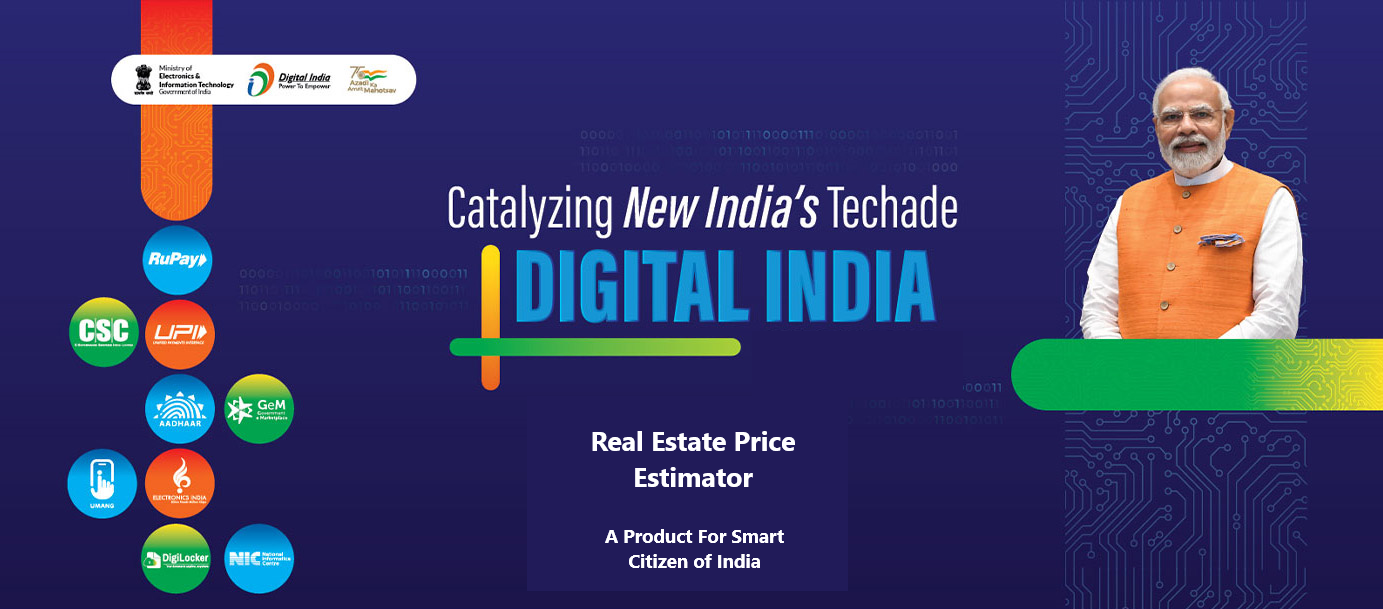 Ministry of
Electronics &
Information Technology
Government of India
Digital India
Power To Empower
Azadi Ka
Amrit Mahotsav
Catalyzing New India's Techade
DIGITAL INDIA
RuPay
CSC
UPI
UNIFIED PAYMENTS INTERFACE
AADHAAR
GeM
Government
e Marketplace
UMANG
ELECTRONICS INDIA
DigiLocker
NIC
National
Informatics
Centre
Real Estate Price
Estimator
A Product For Smart
Citizen of India